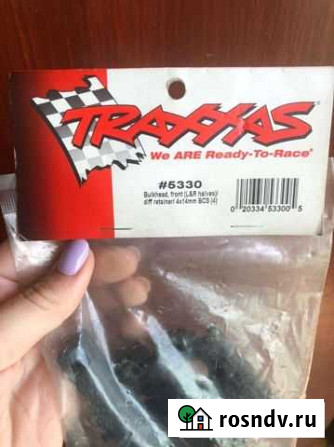 TRAXXAS®
We ARE Ready-To-Race®
#5330
Bulkhead, front (L&R halves)/
diff retainer/ 4x14mm BCS (4)
0 20334 53300 5
rosndv.ru